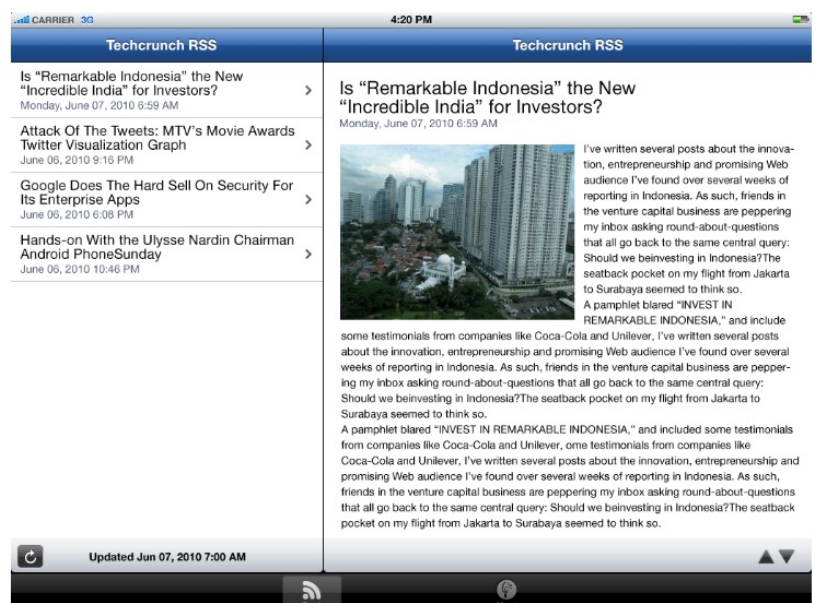 CARRIER 3G
4:20 PM
Techcrunch RSS
Is “Remarkable Indonesia” the New
“Incredible India” for Investors?
Monday, June 07, 2010 6:59 AM
Attack Of The Tweets: MTV’s Movie Awards
Twitter Visualization Graph
June 06, 2010 9:16 PM
Google Does The Hard Sell On Security For
Its Enterprise Apps
June 06, 2010 6:08 PM
Hands-on With the Ulysse Nardin Chairman
Android PhoneSunday
June 06, 2010 10:46 PM
Updated Jun 07, 2010 7:00 AM
Techcrunch RSS
Is “Remarkable Indonesia” the New
“Incredible India” for Investors?
Monday, June 07, 2010 6:59 AM
I’ve written several posts about the innova-
tion, entrepreneurship and promising Web
audience I’ve found over several weeks of
reporting in Indonesia. As such, friends in
the venture capital business are peppering
my inbox asking round-about-questions
that all go back to the same central query:
Should we beinvesting in Indonesia?The
seatback pocket on my flight from Jakarta
to Surabaya seemed to think so.
A pamphlet blared “INVEST IN
REMARKABLE INDONESIA,” and include
some testimonials from companies like Coca-Cola and Unilever, I’ve written several posts
about the innovation, entrepreneurship and promising Web audience I’ve found over several
weeks of reporting in Indonesia. As such, friends in the venture capital business are pepper-
ing my inbox asking round-about-questions that all go back to the same central query:
Should we beinvesting in Indonesia?The seatback pocket on my flight from Jakarta to
Surabaya seemed to think so.
A pamphlet blared “INVEST IN REMARKABLE INDONESIA,” and included some testimonials
from companies like Coca-Cola and Unilever, ome testimonials from companies like
Coca-Cola and Unilever, I’ve written several posts about the innovation, entrepreneurship and
promising Web audience I’ve found over several weeks of reporting in Indonesia. As such,
friends in the venture capital business are peppering my inbox asking round-about-questions
that all go back to the same central query: Should we beinvesting in Indonesia?The seatback
pocket on my flight from Jakarta to Surabaya seemed to think so.